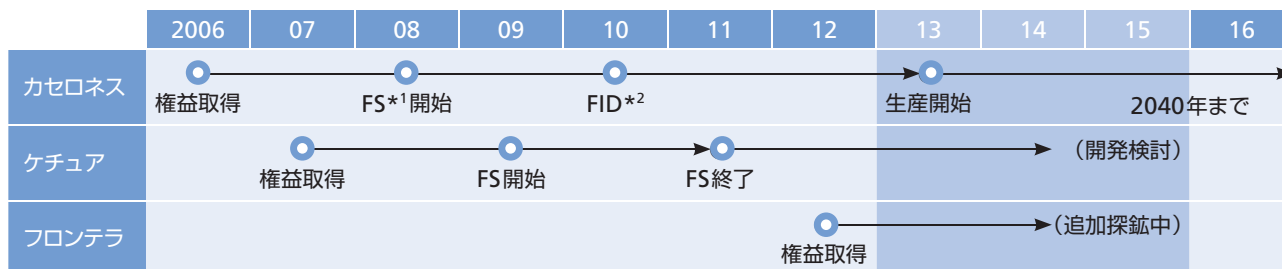 2006 07 08 09 10 11 12 13 14 15 16
カセロネス
権益取得 FS*1開始 FID*2 生産開始 2040年まで
ケチュア
権益取得 FS開始 FS終了 (開発検討)
フロンテラ
権益取得 (追加探鉱中)